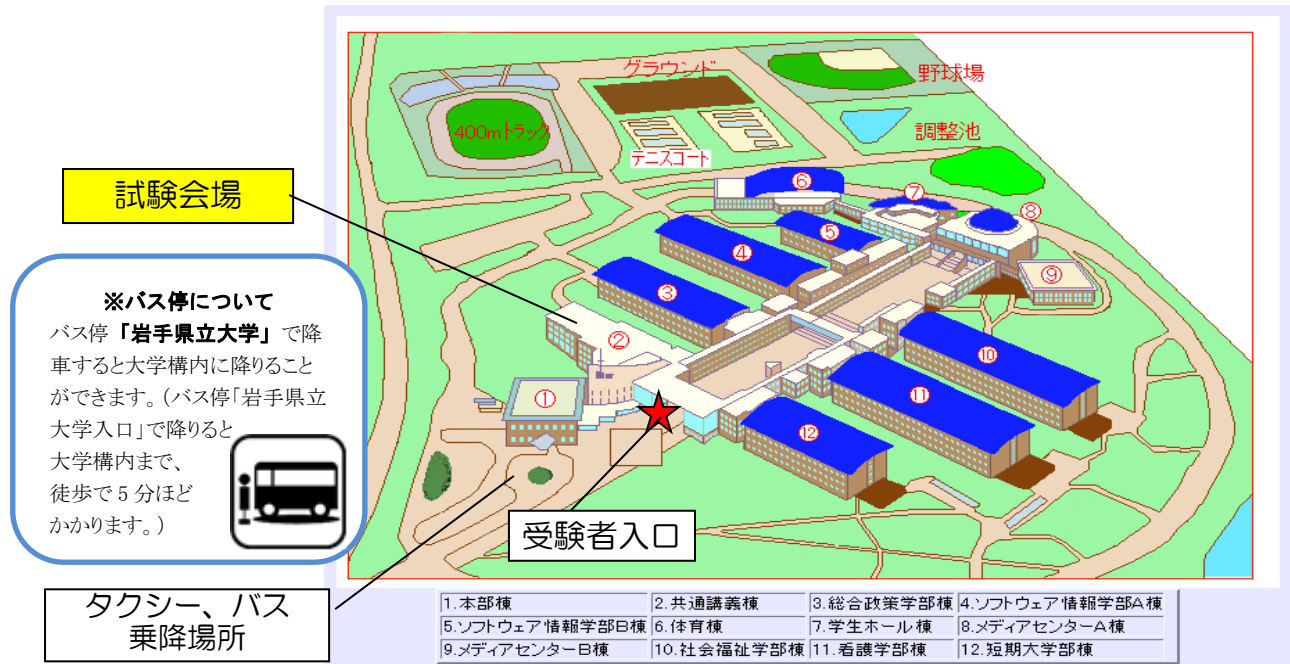 グラウンド
野球場
400mトラック
調整池
テニスコート
試験会場
⑥
⑦
⑧
⑤
④
⑨
③
※バス停について
バス停「岩手県立大学」で降
車すると大学構内に降りること
ができます。(バス停「岩手県立
大学入口」で降りると
大学構内まで、
徒歩で5分ほど
かかります。)
②
⑩
①
⑪
⑫
受験者入口
タクシー、バス
乗降場所
1.本部棟 2.共通講義棟 3.総合政策学部棟 4.ソフトウェア情報学部A棟
5.ソフトウェア情報学部B棟 6.体育棟 7.学生ホール棟 8.メディアセンターA棟
9.メディアセンターB棟 10.社会福祉学部棟 11.看護学部棟 12.短期大学部棟